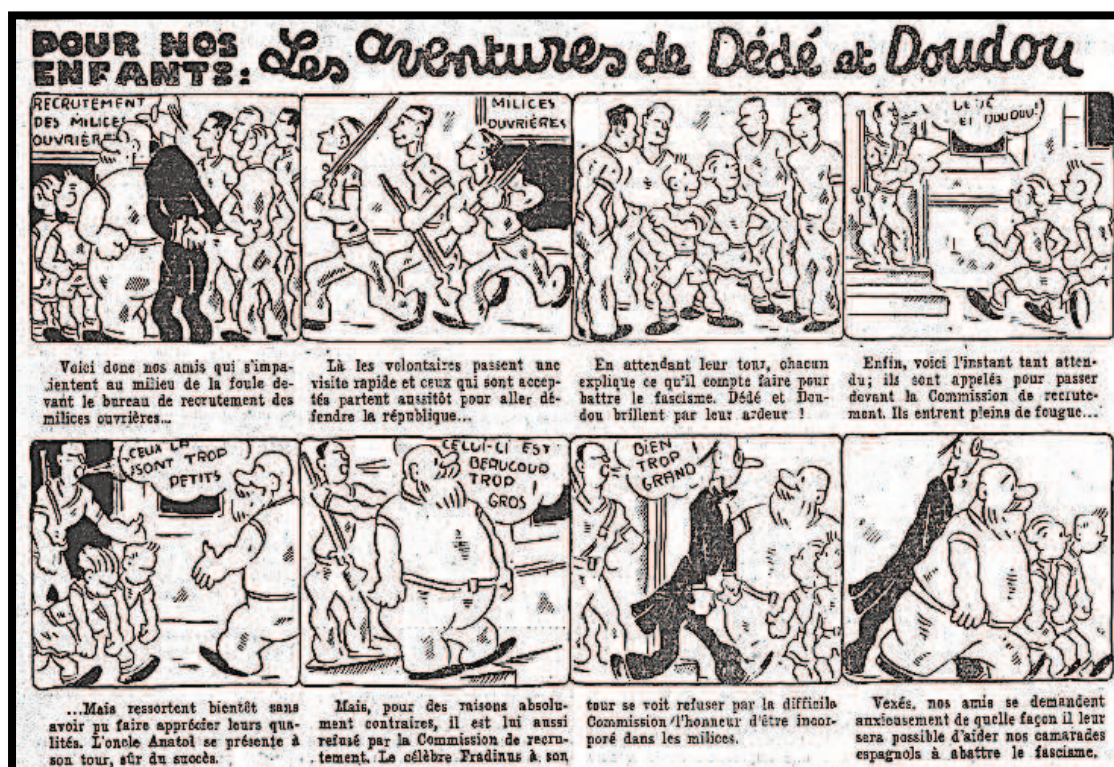 POUR NOS
ENFANTS:
Les aventures de Dédé et Doudou
RECRUTEMENT
DES MILICES
OUVRIÈRE
MILICES
OUVRIÈRES
ET DOUDOU!
Voici donc nos amis qui s'impa-
ientent au milieu de la foule de-
vant le bureau de recrutement des
milices ouvrières...
Là les volontaires passent une
visite rapide et ceux qui sont accep-
tés partent aussitôt pour aller dé-
fendre la république...
En attendant leur tour, chacun
explique ce qu'il compte faire pour
battre le fascisme. Dédé et Dou-
dou brillent par leur ardeur !
Enfin, voici l'instant tant atten-
du; ils sont appelés pour passer
devant la Commission de recrute-
ment. Ils entrent pleins de fougue...
CEUX LA
SONT TROP
PETITS
CELUI-CI EST
BEAUCOUP
TROP !
GROS
BIEN
TROP !
GRAND
...Mais ressortent bientôt sans
avoir pu faire apprécier leurs qua-
lités. L'oncle Anatol se présente à
son tour, sûr du succès.
Mais, pour des raisons absolu-
ment contraires, il est lui aussi
refusé par la Commission de recru-
tement. Le célèbre Fradinus à son
tour se voit refuser par la difficile
Commission l'honneur d'être incor-
poré dans les milices.
Vexés, nos amis se demandent
anxieusement de quelle façon il leur
sera possible d'aider nos camarades
espagnols à abattre le fascisme.